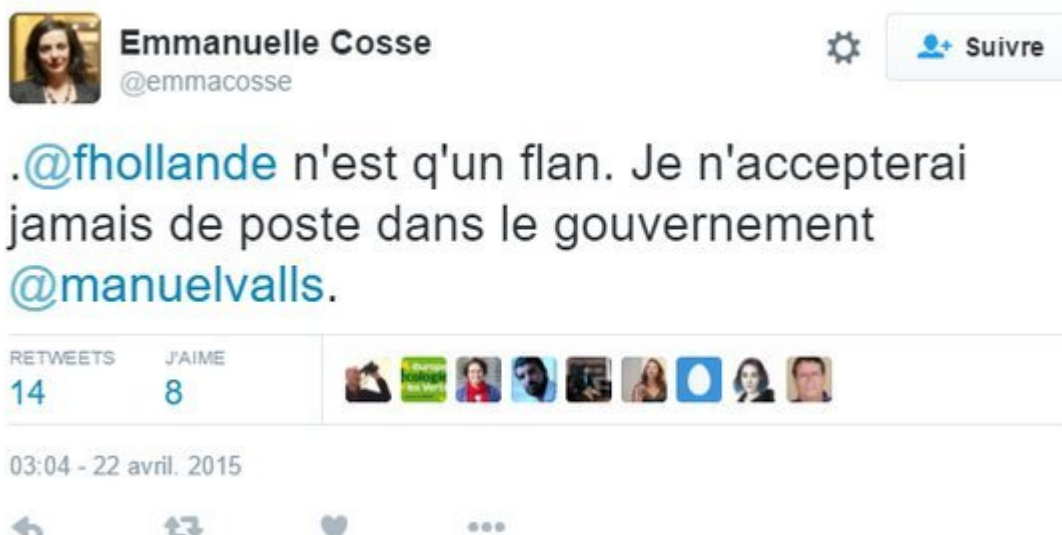 Emmanuelle Cosse
@emmacosse
Suivre
.@fhollande n'est q'un flan. Je n'accepterai
jamais de poste dans le gouvernement
@manuelvalls.
RETWEETS J'AIME
14 8
03:04 - 22 avril. 2015